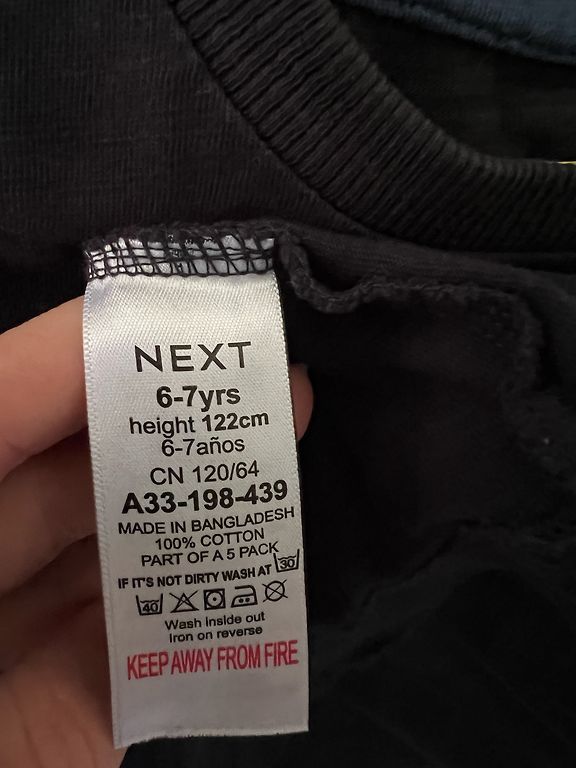 NEXT
6-7yrs
height 122cm
6-7años
CN 120/64
A33-198-439
MADE IN BANGLADESH
100% COTTON
PART OF A 5 PACK
IF IT'S NOT DIRTY WASH AT 30
40
Wash inside out
Iron on reverse
KEEP AWAY FROM FIRE